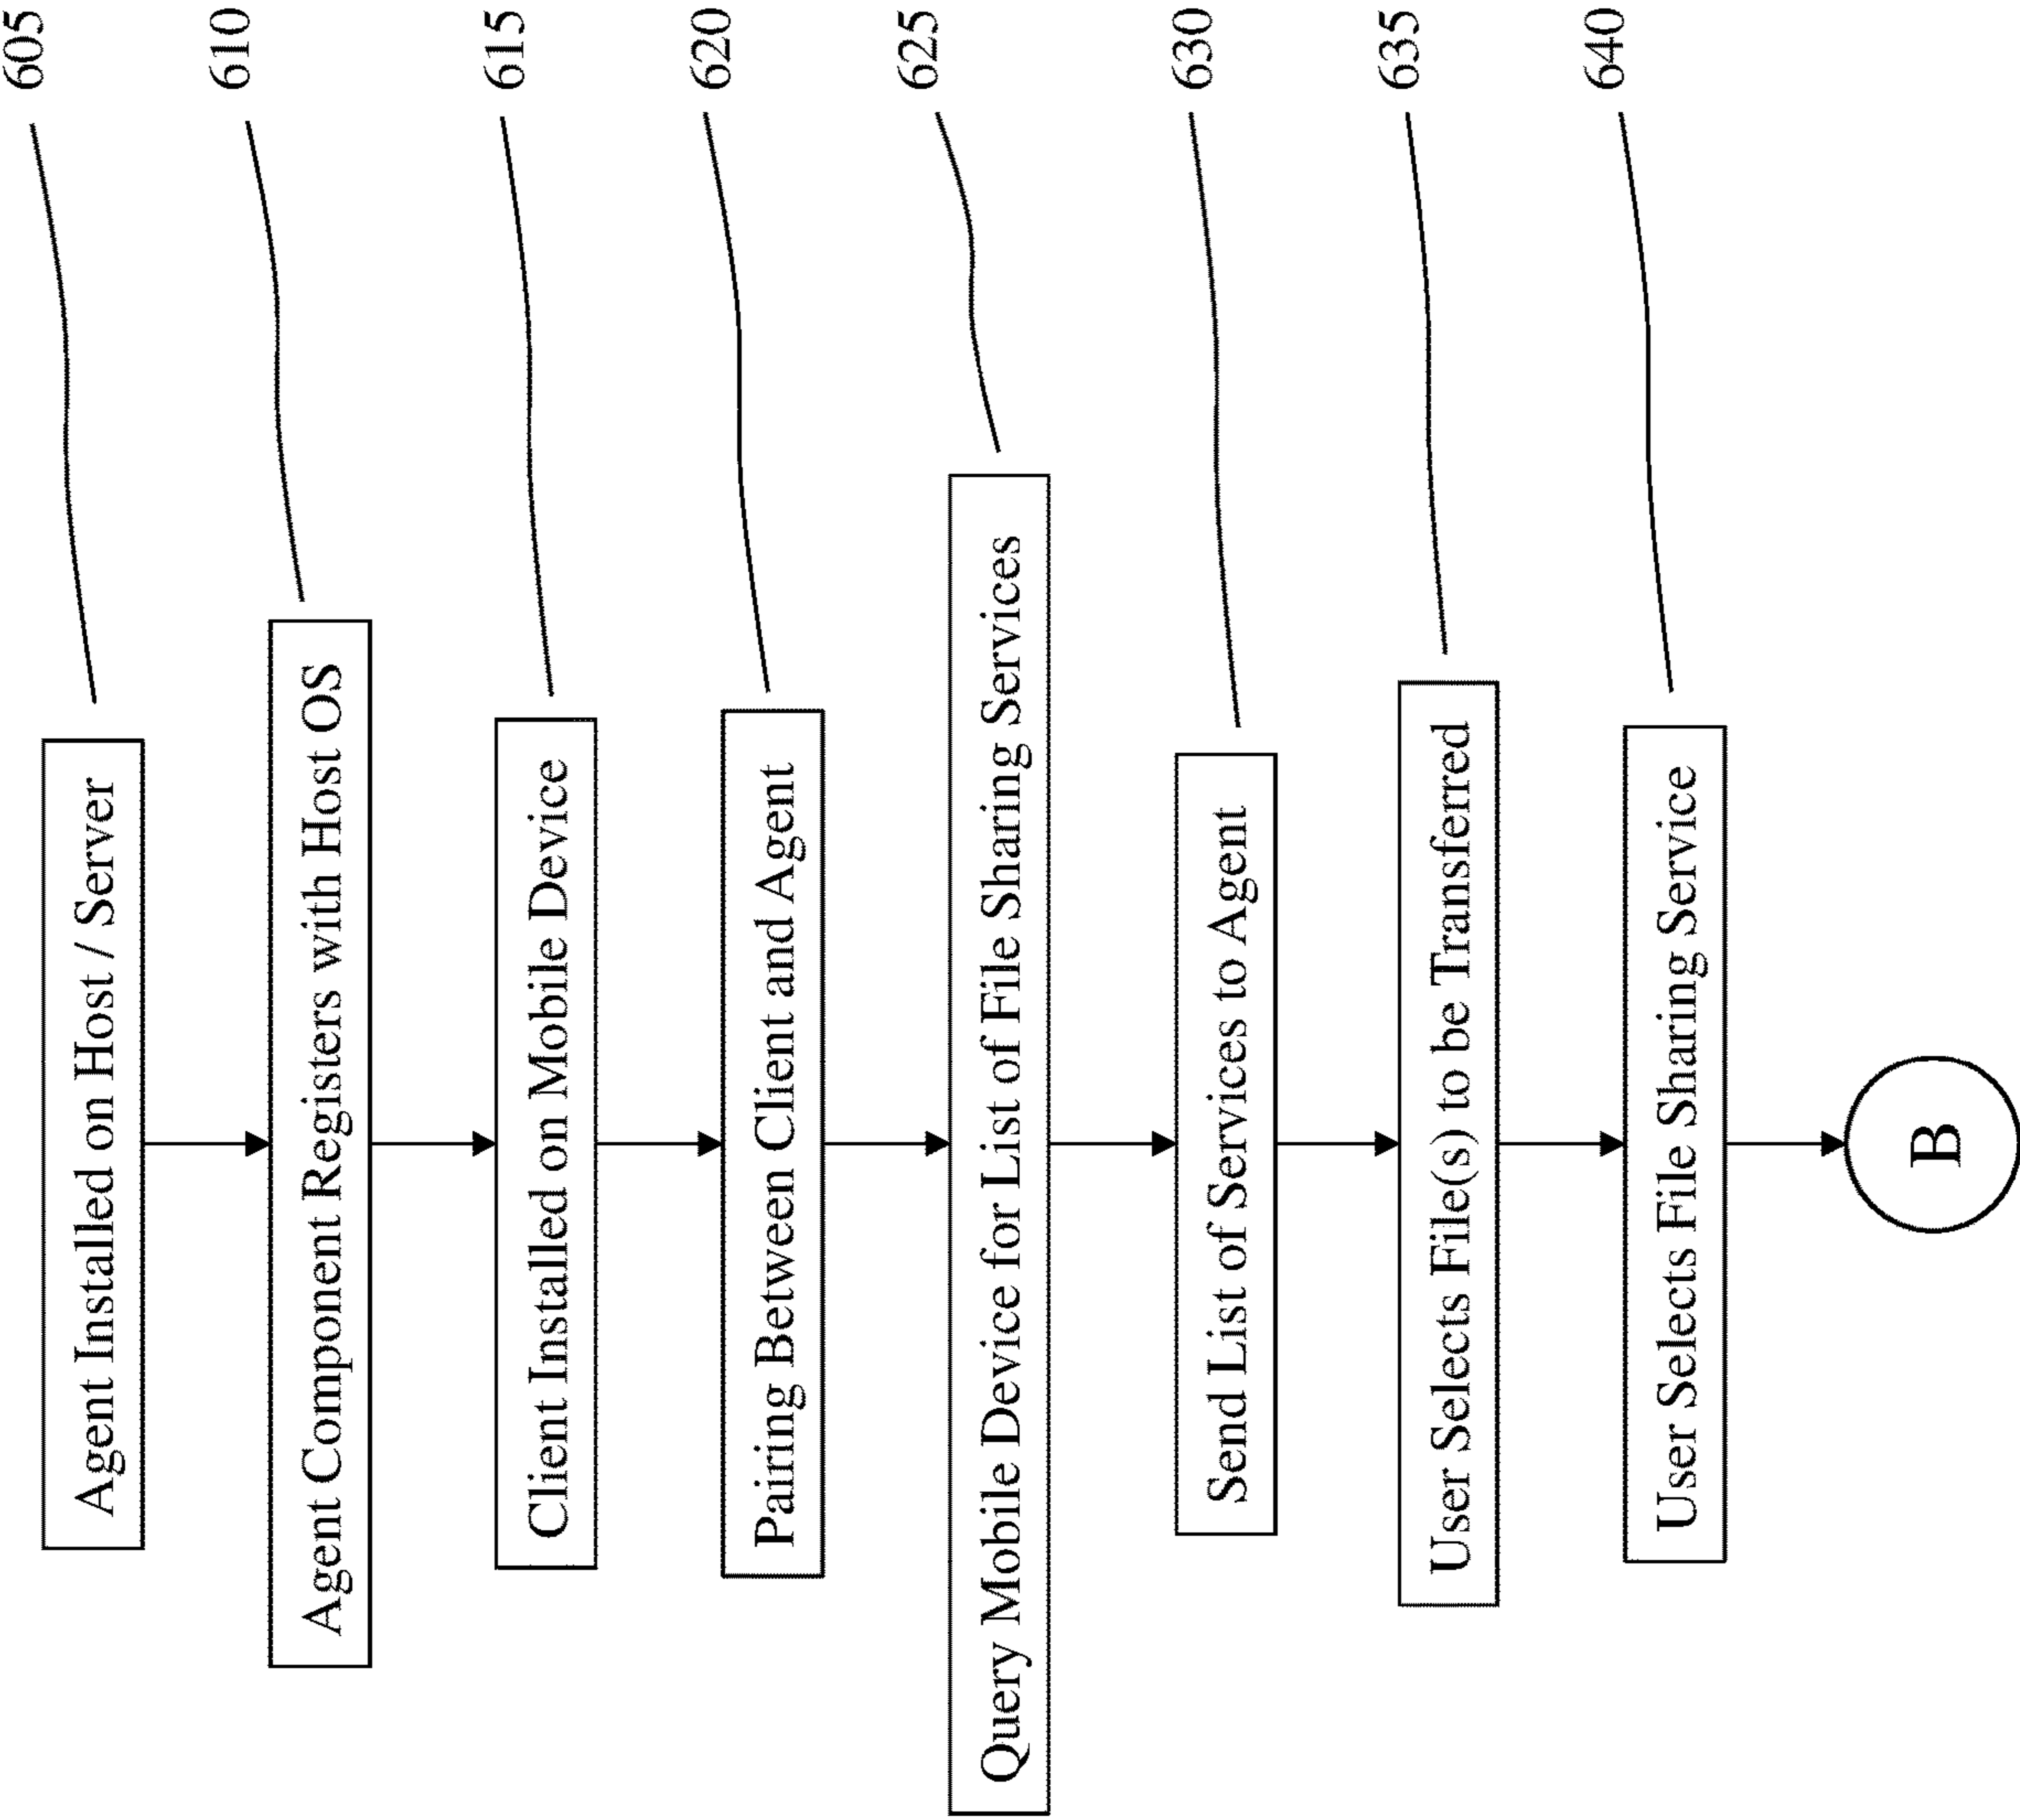 Agent Installed on Host / Server
605
Agent Component Registers with Host OS
610
Client Installed on Mobile Device
615
Pairing Between Client and Agent
620
Query Mobile Device for List of File Sharing Services
625
Send List of Services to Agent
630
User Selects File(s) to be Transferred
635
User Selects File Sharing Service
640
B